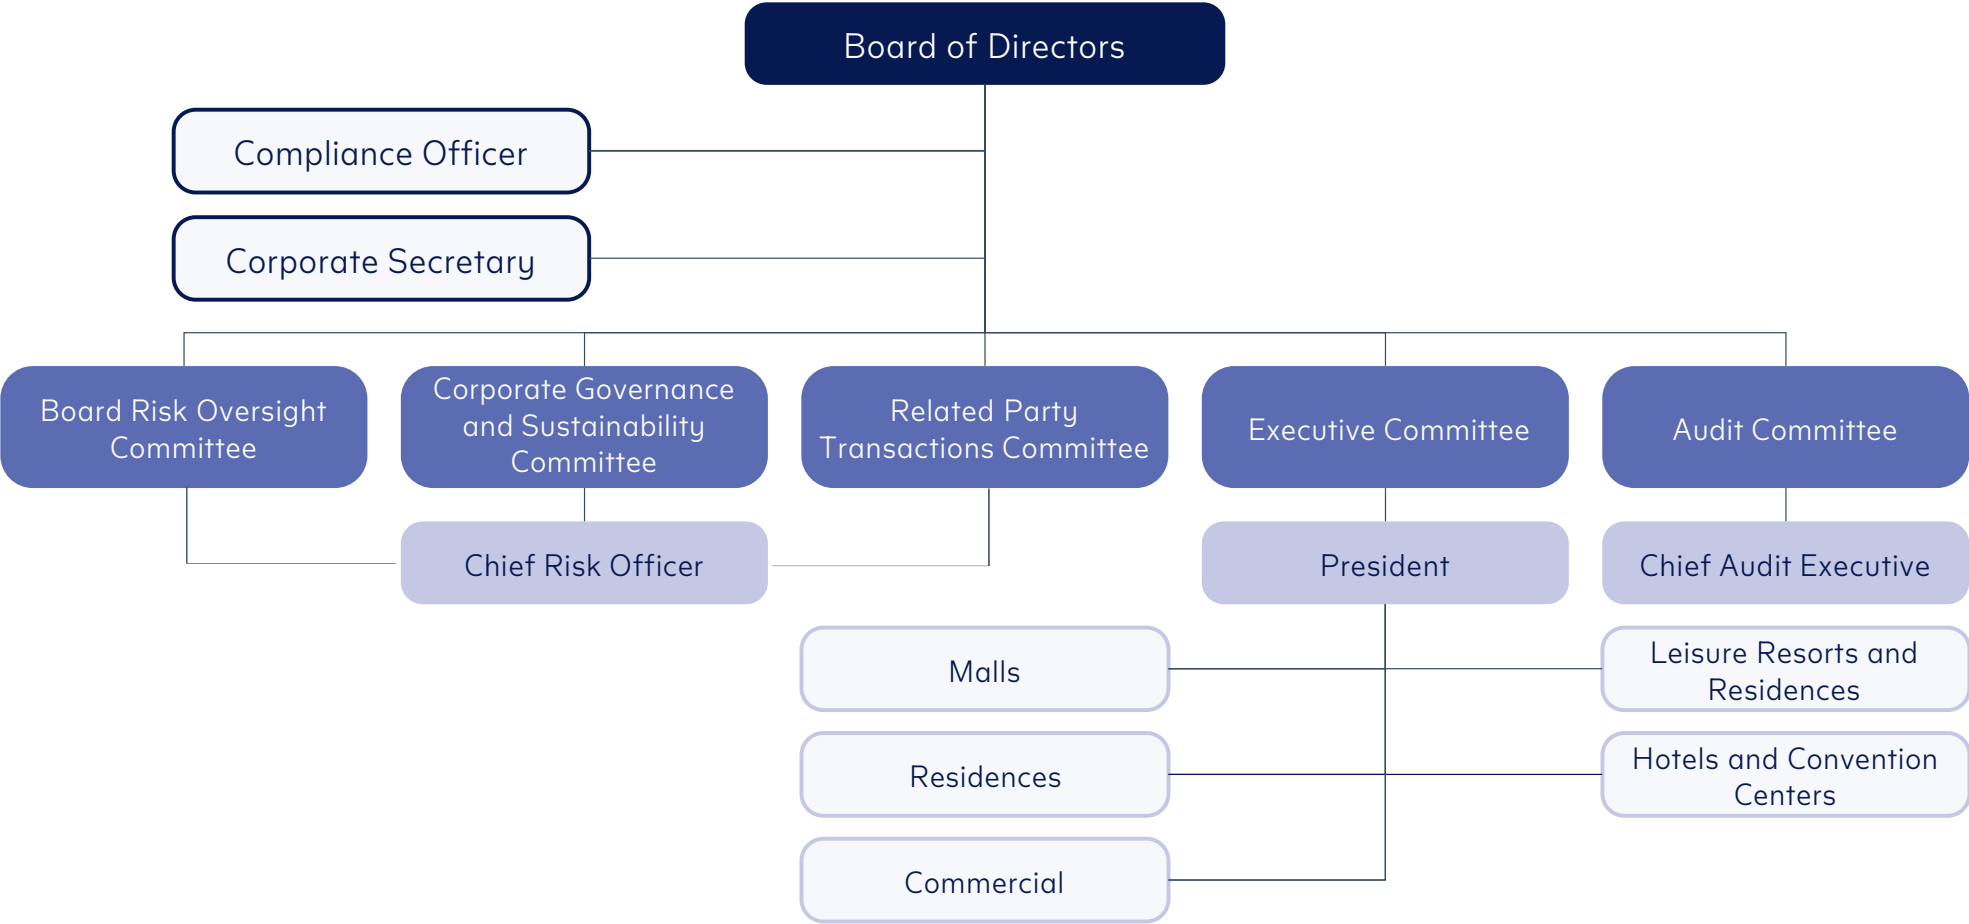 Board of Directors
Compliance Officer
Corporate Secretary
Board Risk Oversight
Committee
Corporate Governance
and Sustainability
Committee
Related Party
Transactions Committee
Executive Committee
Audit Committee
Chief Risk Officer
President
Chief Audit Executive
Malls
Leisure Resorts and
Residences
Residences
Hotels and Convention
Centers
Commercial